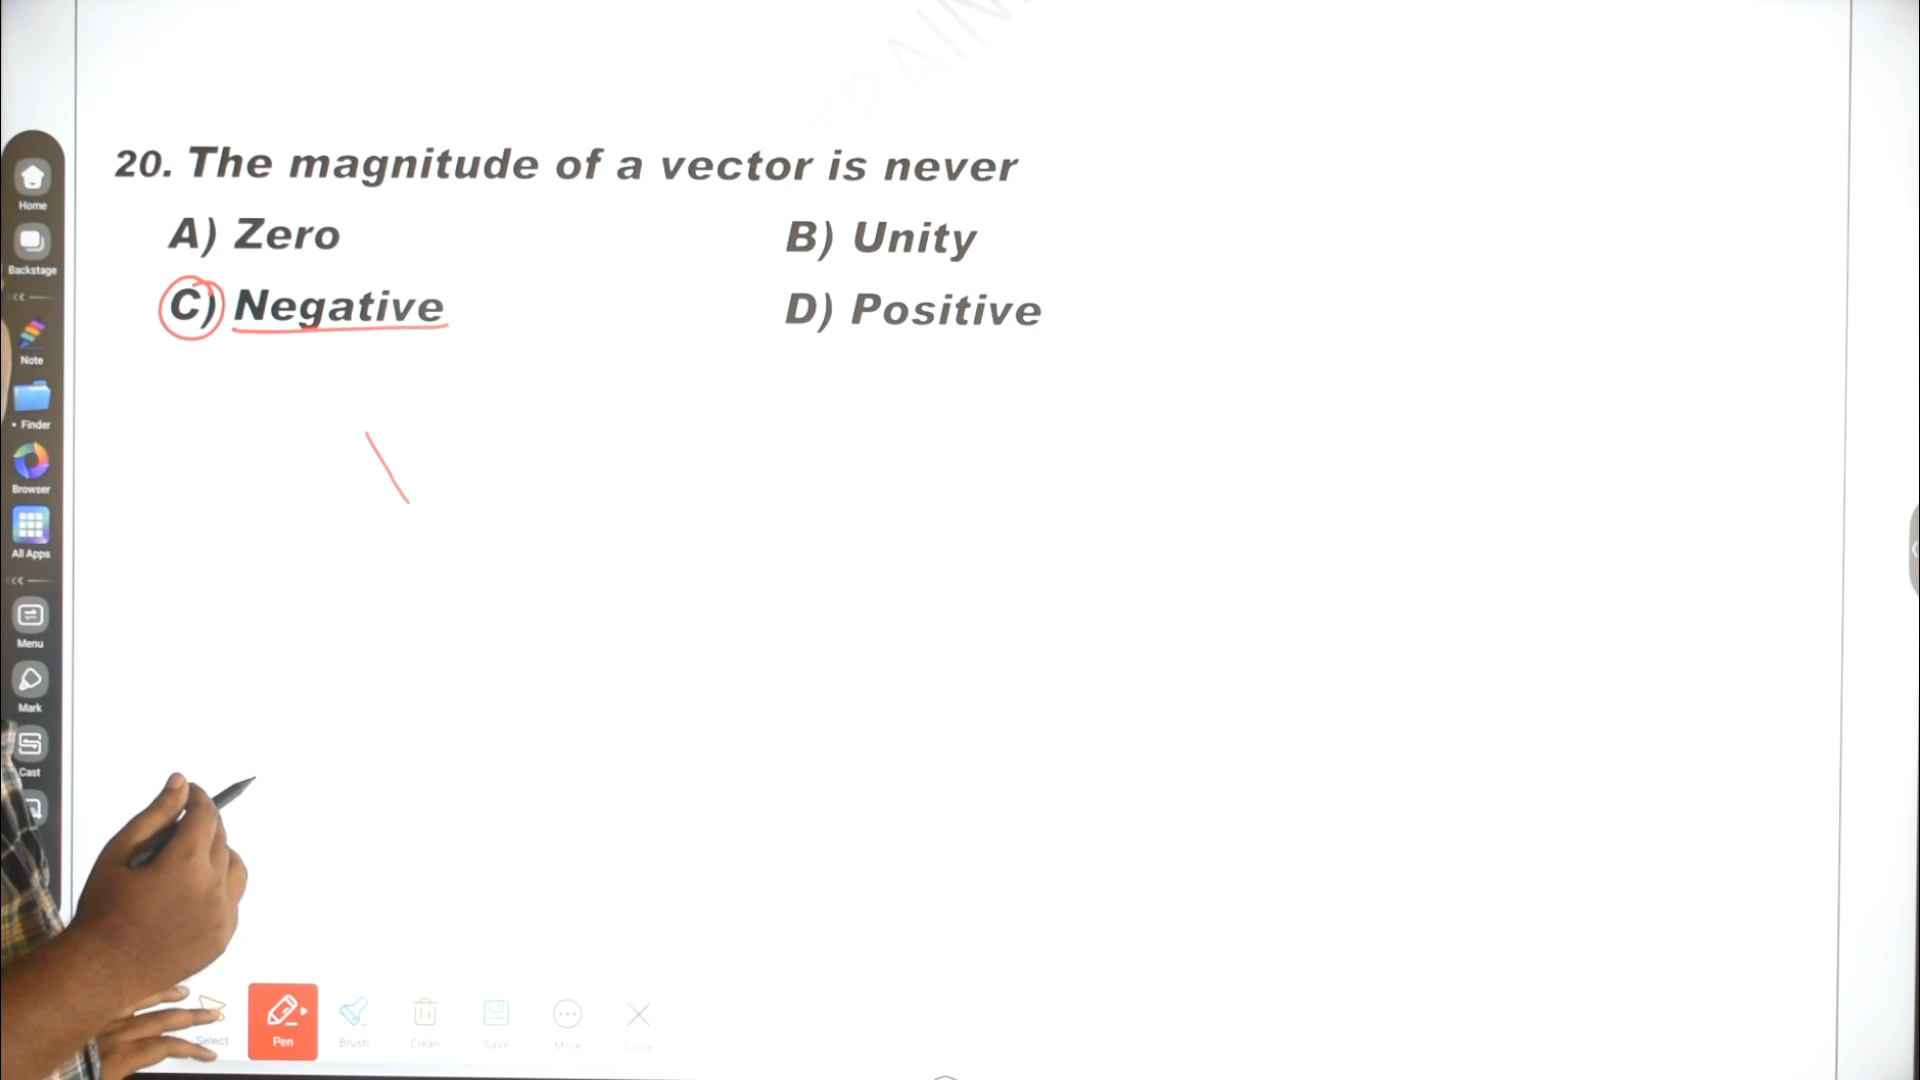 TRAIN
20. The magnitude of a vector is never
A) Zero
B) Unity
C) Negative
D) Positive
Home
Backstage
Note
• Finder
Browser
All Apps
Menu
Mark
Cast
Select
Pen
Brush
Clean
Save
More
Close